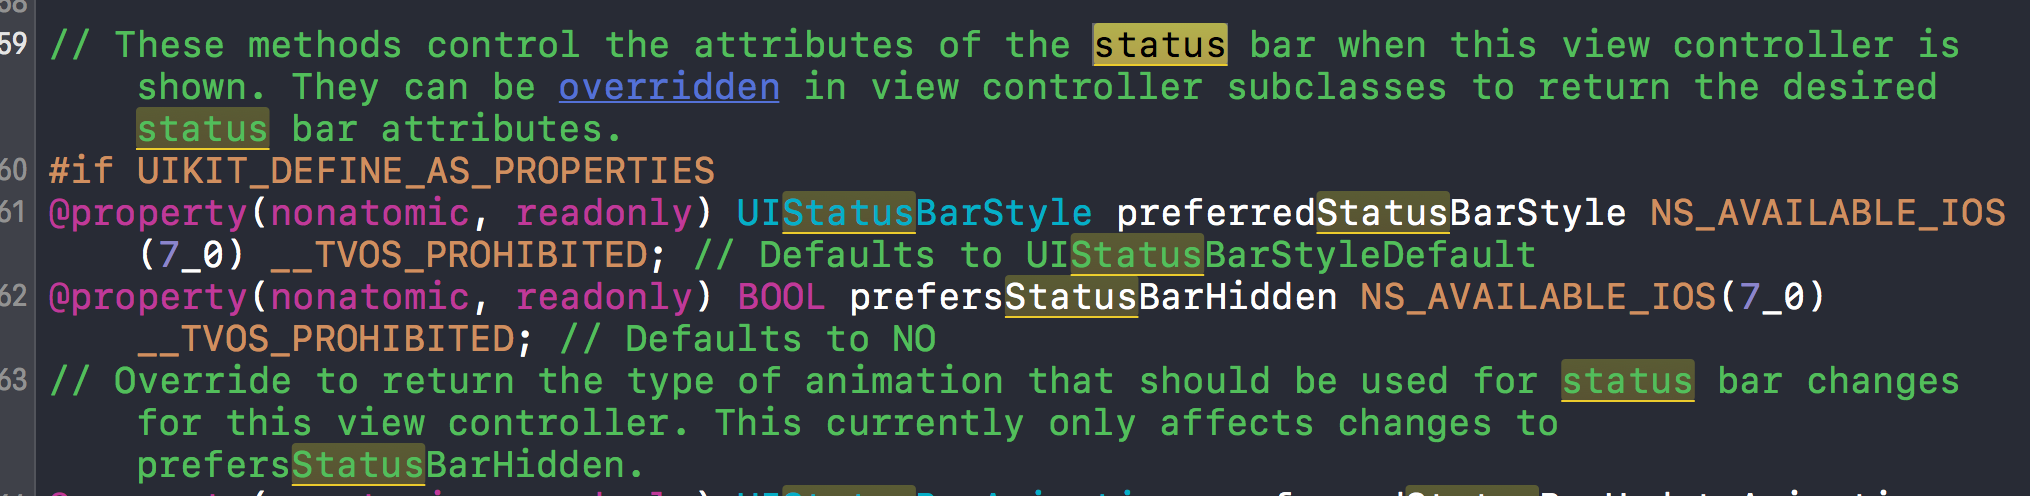 59 // These methods control the attributes of the status bar when this view controller is
shown. They can be overridden in view controller subclasses to return the desired
status bar attributes.
60 #if UIKIT_DEFINE_AS_PROPERTIES
61 @property(nonatomic, readonly) UIStatusBarStyle preferredStatusBarStyle NS_AVAILABLE_IOS
(7_0) __TVOS_PROHIBITED; // Defaults to UIStatusBarStyleDefault
62 @property(nonatomic, readonly) BOOL prefersStatusBarHidden NS_AVAILABLE_IOS(7_0)
__TVOS_PROHIBITED; // Defaults to NO
63 // Override to return the type of animation that should be used for status bar changes
for this view controller. This currently only affects changes to
prefersStatusBarHidden.